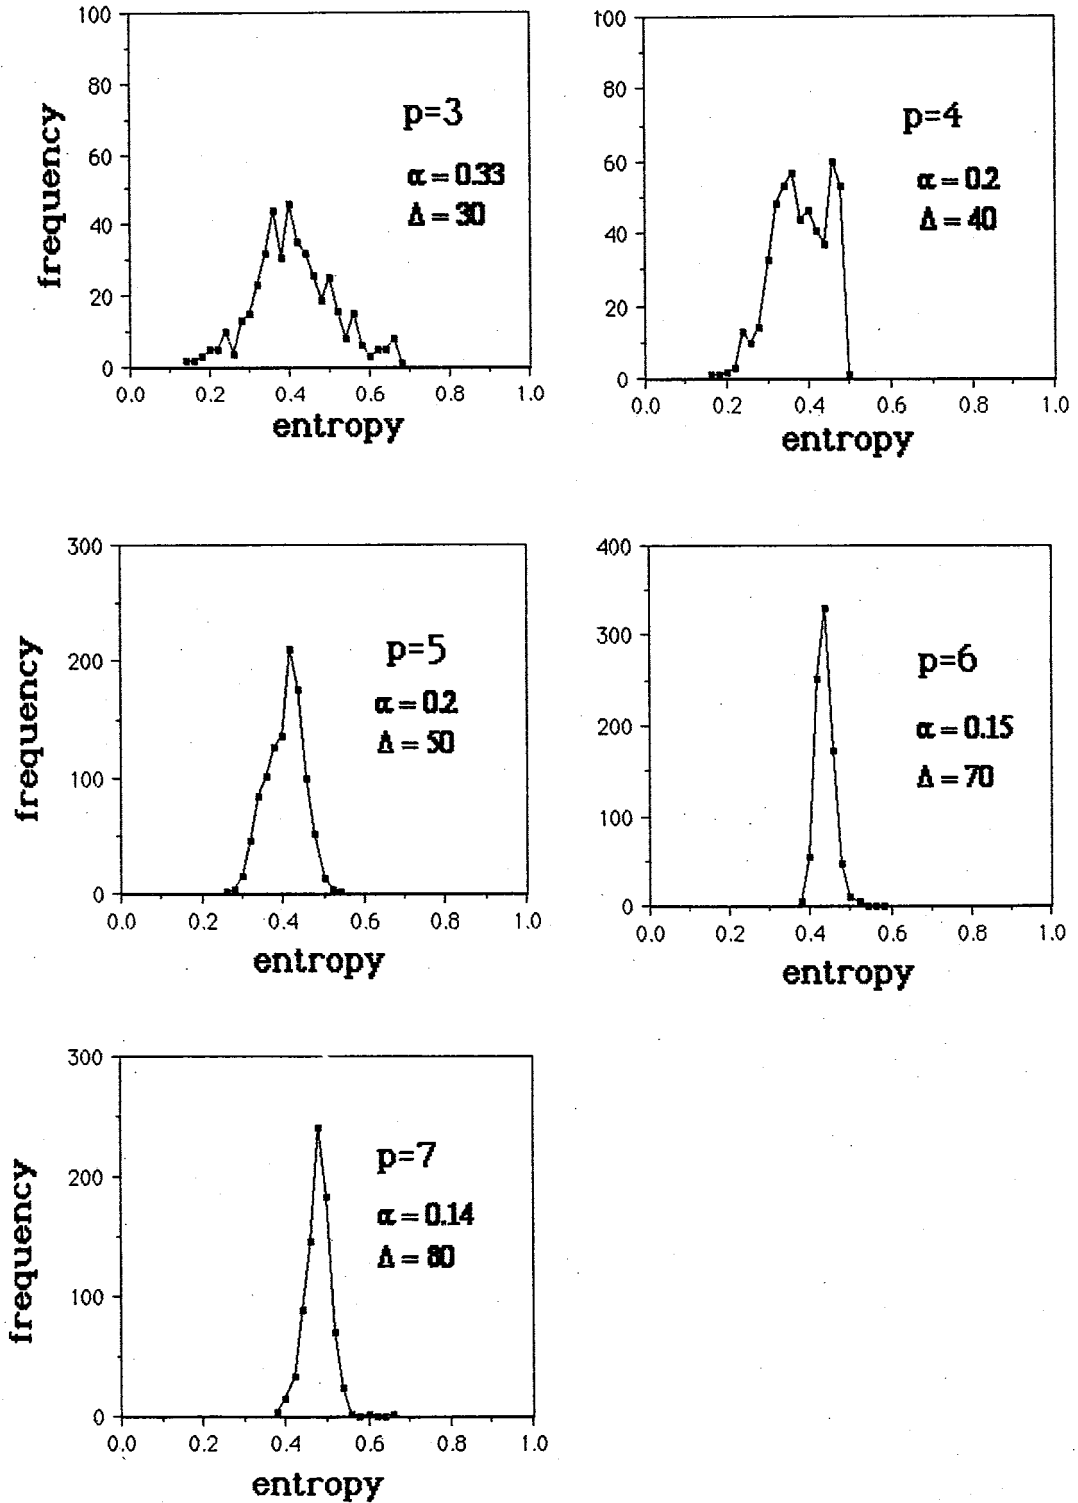 100
80
60
40
20
0
0.0 0.2 0.4 0.6 0.8 1.0
frequency
entropy
p=3
α = 0.33
Δ = 30
100
80
60
40
20
0
0.0 0.2 0.4 0.6 0.8 1.0
entropy
p=4
α = 0.2
Δ = 40
300
200
100
0
0.0 0.2 0.4 0.6 0.8 1.0
frequency
entropy
p=5
α = 0.2
Δ = 50
400
300
200
100
0
0.0 0.2 0.4 0.6 0.8 1.0
entropy
p=6
α = 0.15
Δ = 70
300
200
100
0
0.0 0.2 0.4 0.6 0.8 1.0
frequency
entropy
p=7
α = 0.14
Δ = 80